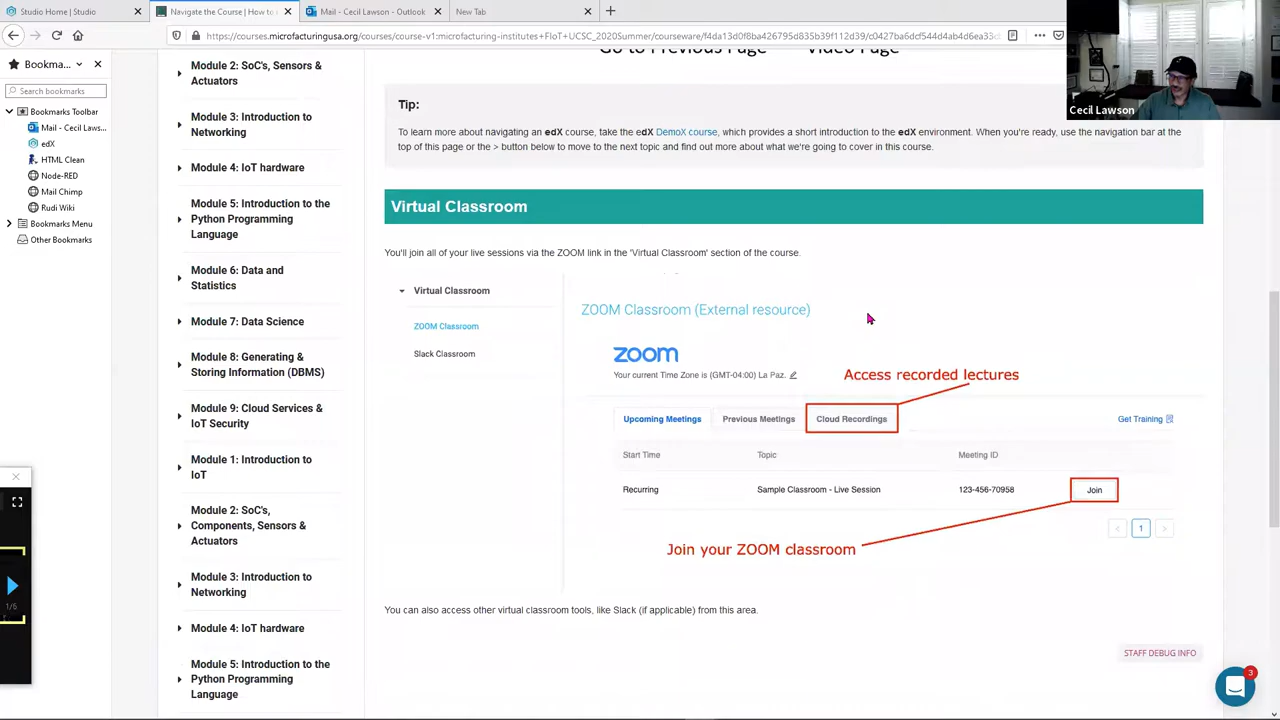 Studio Home | Studio
Navigate the Course | How to
Mail - Cecil Lawson - Outlook
New Tab
Go to Previous Page
Video Page
Bookma...
Search bookmarks
Bookmarks Toolbar
Mail - Cecil Laws...
edX
HTML Clean
Node-RED
Mail Chimp
Rudi Wiki
Bookmarks Menu
Other Bookmarks
1/6
Module 2: SoC's, Sensors &
Actuators
Module 3: Introduction to
Networking
Module 4: IoT hardware
Module 5: Introduction to the
Python Programming
Language
Module 6: Data and
Statistics
Module 7: Data Science
Module 8: Generating &
Storing Information (DBMS)
Module 9: Cloud Services &
IoT Security
Module 1: Introduction to
IoT
Module 2: SoC's,
Components, Sensors &
Actuators
Module 3: Introduction to
Networking
Module 4: IoT hardware
Module 5: Introduction to the
Python Programming
Language
Cecil Lawson
Tip:
To learn more about navigating an edX course, take the edX DemoX course, which provides a short introduction to the edX environment. When you're ready, use the navigation bar at the
top of this page or the > button below to move to the next topic and find out more about what we're going to cover in this course.
Virtual Classroom
You'll join all of your live sessions via the ZOOM link in the 'Virtual Classroom' section of the course.
Virtual Classroom
ZOOM Classroom
Slack Classroom
ZOOM Classroom (External resource)
zoom
Your current Time Zone is (GMT-04:00) La Paz.
Access recorded lectures
Upcoming Meetings Previous Meetings Cloud Recordings Get Training
Start Time Topic Meeting ID
Recurring Sample Classroom - Live Session 123-456-70958 Join
< 1 >
Join your ZOOM classroom
You can also access other virtual classroom tools, like Slack (if applicable) from this area.
STAFF DEBUG INFO
3